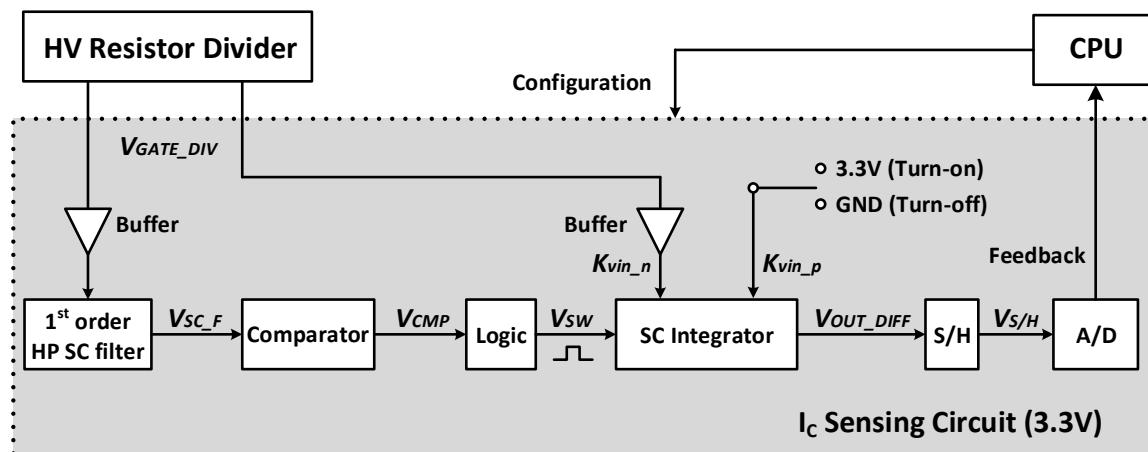 HV Resistor Divider
CPU
Configuration
VGATE_DIV
3.3V (Turn-on)
GND (Turn-off)
Buffer
Buffer
Kvin_n
Kvin_p
Feedback
1st order
HP SC filter
VSC_F
Comparator
VCMP
Logic
VSW
SC Integrator
VOUT_DIFF
S/H
VS/H
A/D
IC Sensing Circuit (3.3V)